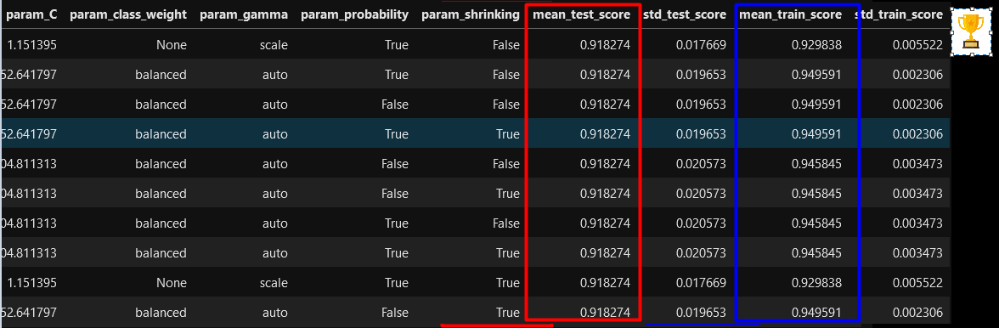 param_C param_class_weight param_gamma param_probability param_shrinking mean_test_score std_test_score mean_train_score std_train_score
1.151395 None scale True False 0.918274 0.017669 0.929838 0.005522
52.641797 balanced auto True False 0.918274 0.019653 0.949591 0.002306
52.641797 balanced auto False False 0.918274 0.019653 0.949591 0.002306
52.641797 balanced auto True True 0.918274 0.019653 0.949591 0.002306
04.811313 balanced auto False False 0.918274 0.020573 0.945845 0.003473
04.811313 balanced auto False True 0.918274 0.020573 0.945845 0.003473
04.811313 balanced auto True False 0.918274 0.020573 0.945845 0.003473
04.811313 balanced auto True True 0.918274 0.020573 0.945845 0.003473
1.151395 None scale True True 0.918274 0.017669 0.929838 0.005522
52.641797 balanced auto False True 0.918274 0.019653 0.949591 0.002306